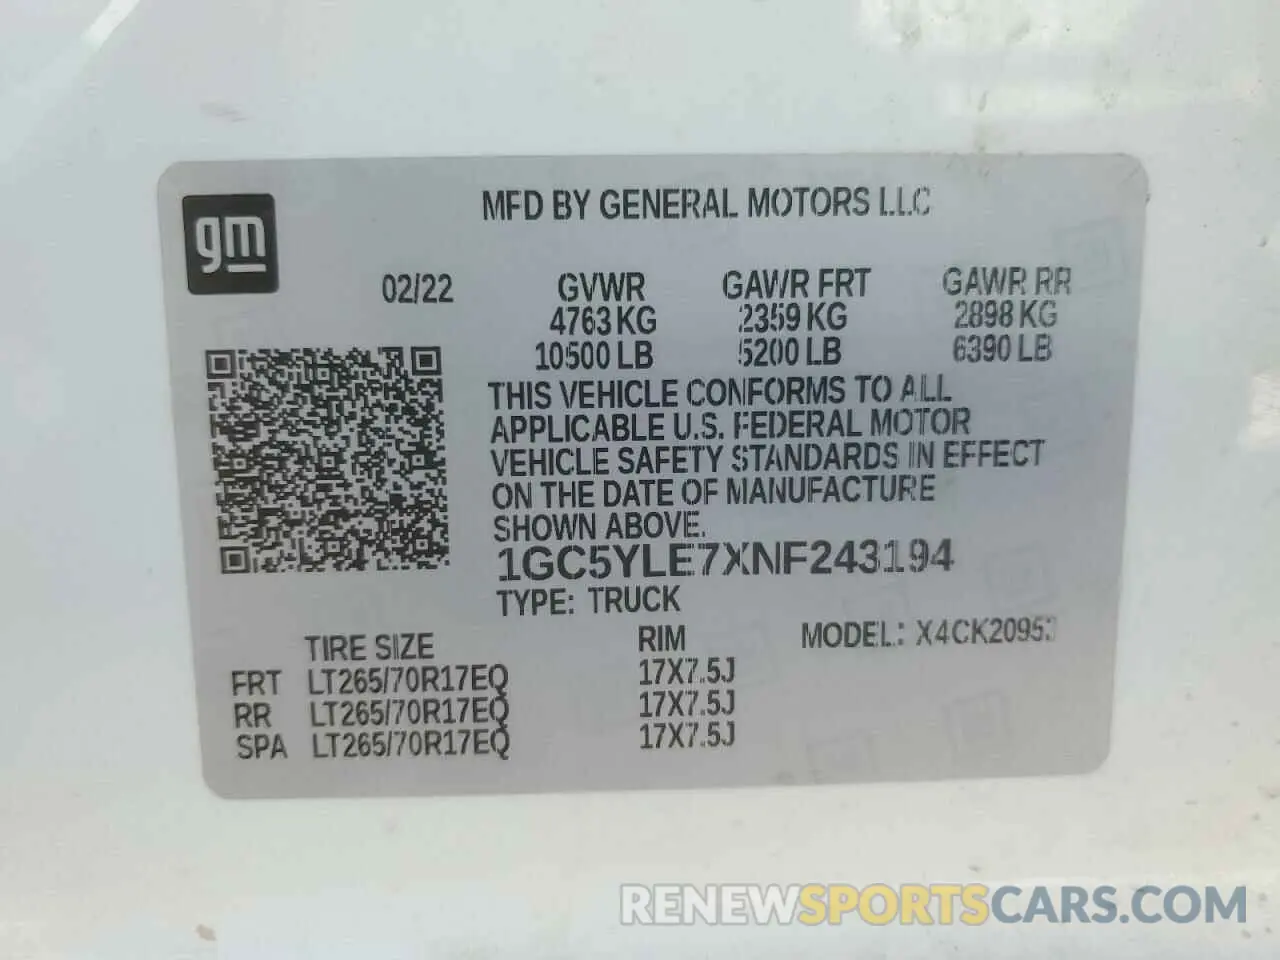 MFD BY GENERAL MOTORS LLC
gm
02/22 GVWR GAWR FRT GAWR RR
4763 KG 2359 KG 2898 KG
10500 LB 5200 LB 6390 LB
THIS VEHICLE CONFORMS TO ALL
APPLICABLE U.S. FEDERAL MOTOR
VEHICLE SAFETY STANDARDS IN EFFECT
ON THE DATE OF MANUFACTURE
SHOWN ABOVE.
1GC5YLE7XNF243194
TYPE: TRUCK
TIRE SIZE RIM MODEL: X4CK20953
FRT LT265/70R17EQ 17X7.5J
RR LT265/70R17EQ 17X7.5J
SPA LT265/70R17EQ 17X7.5J
RENEWSPORTSCARS.COM